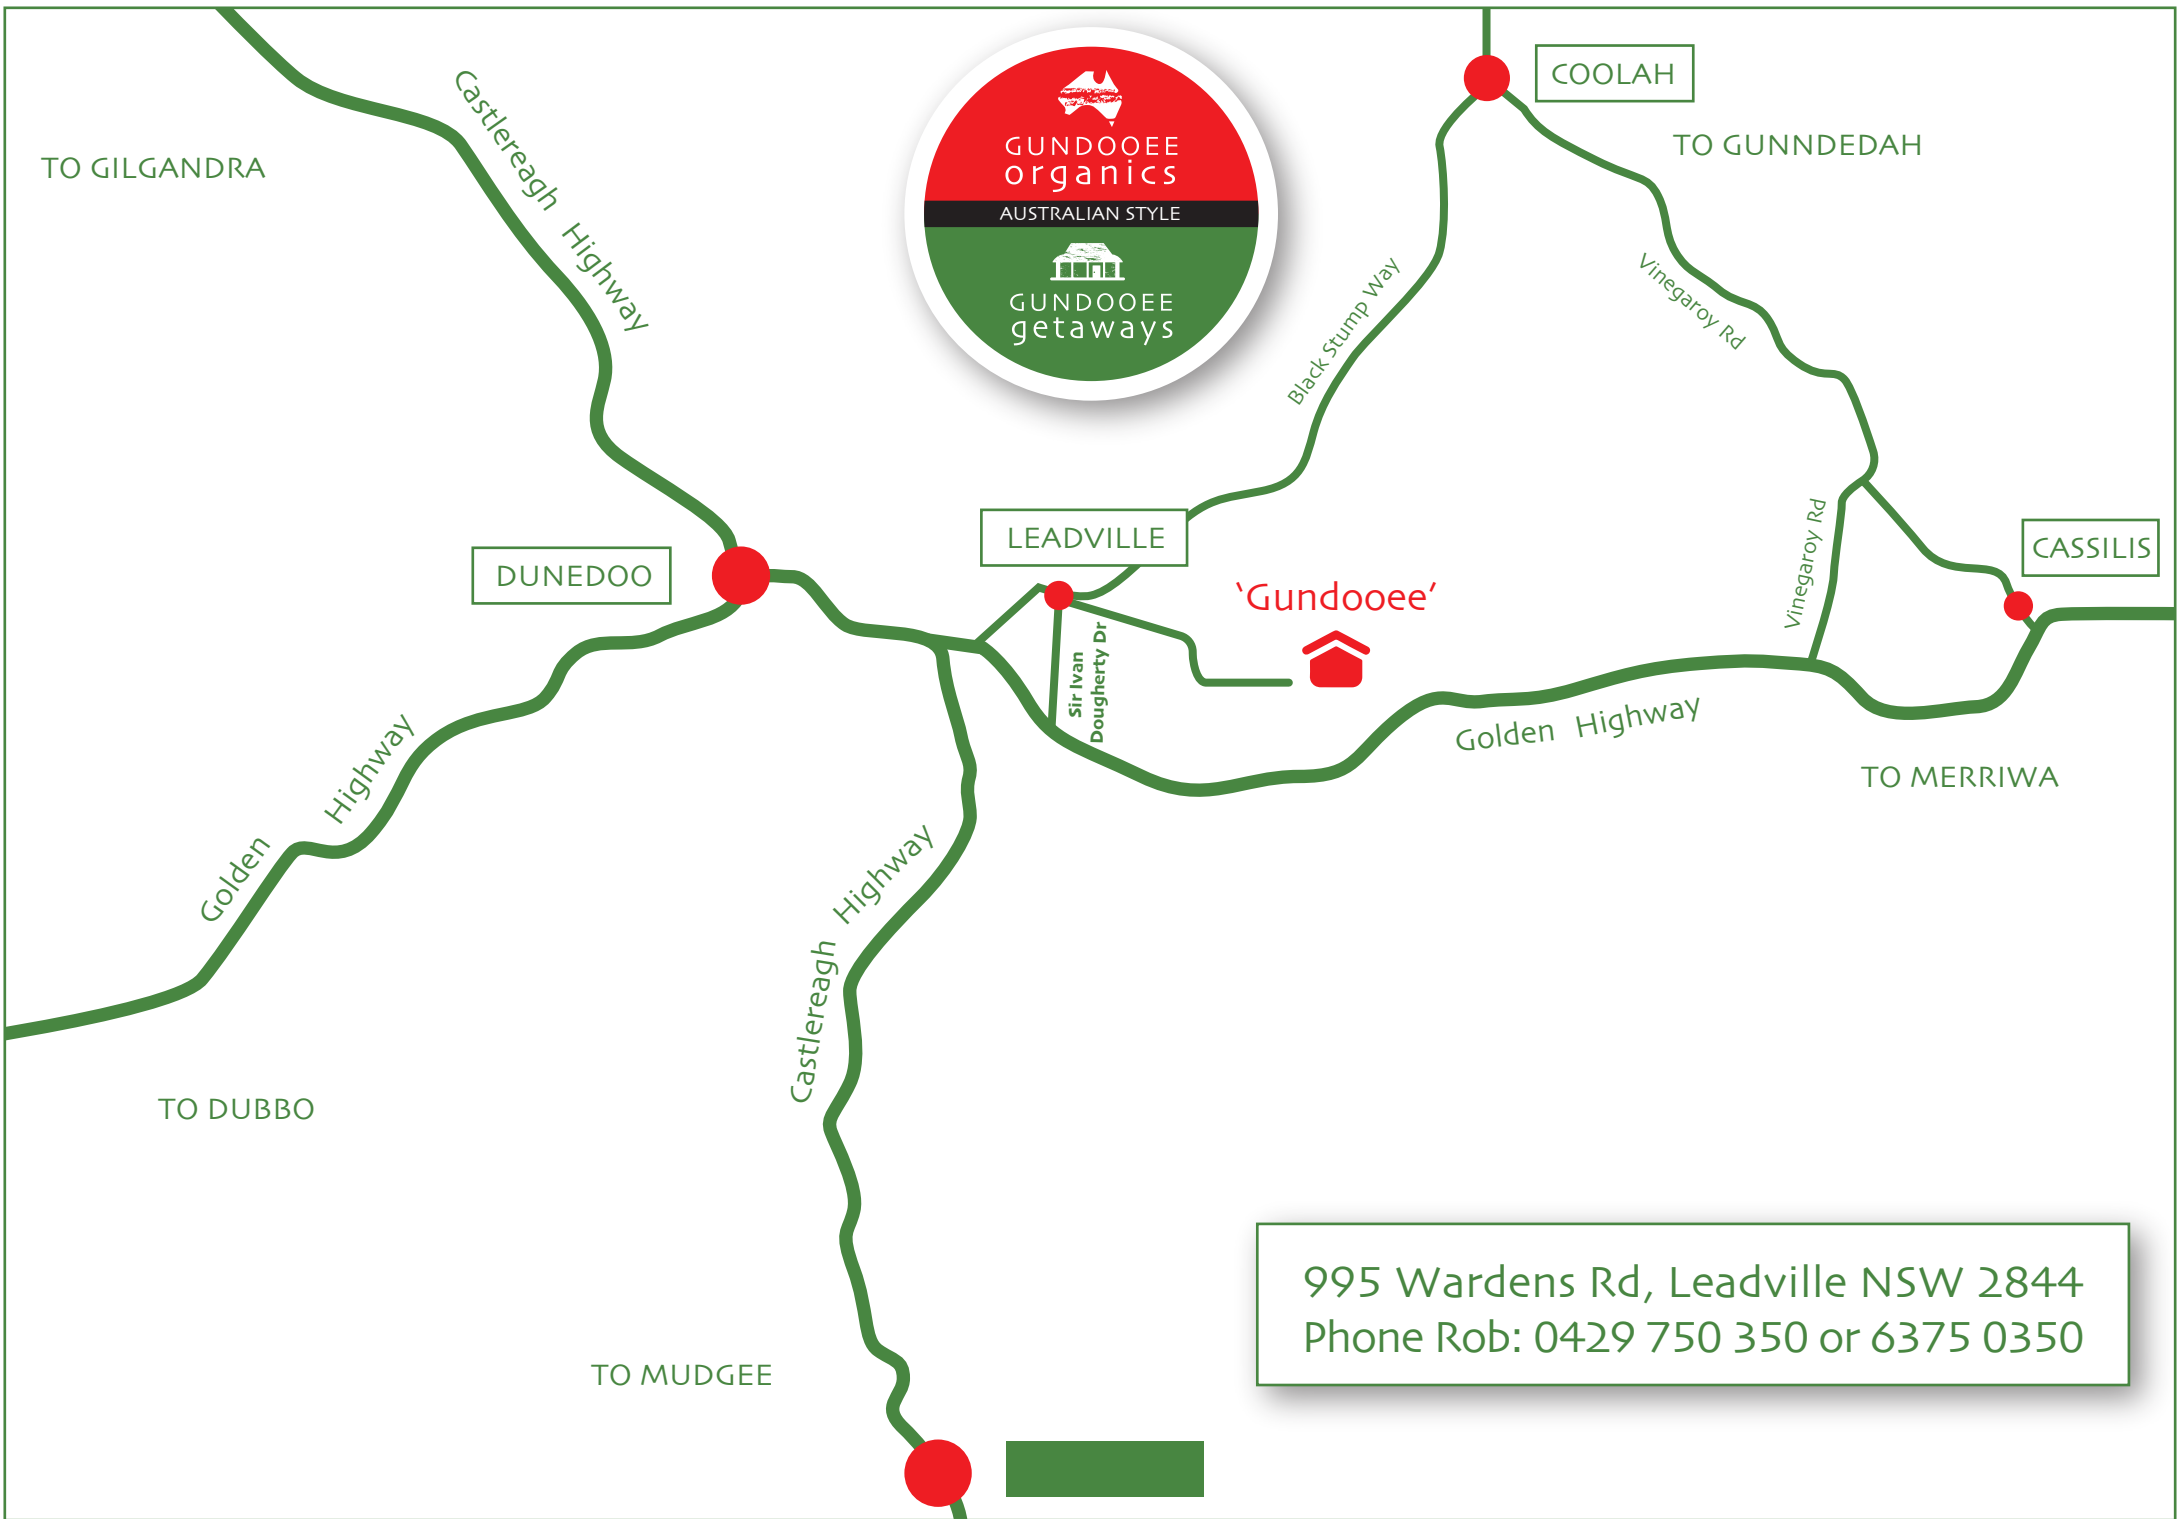 COOLAH
TO GUNNDEDAH
TO GILGANDRA
Castlereagh Highway
GUNDOOEE
organics
AUSTRALIAN STYLE
GUNDOOEE
getaways
Black Stump Way
Vinegaroy Rd
LEADVILLE
DUNEDOO
Vinegaroy Rd
CASSILIS
'Gundooee'
Sir Ivan
Dougherty Dr
Golden Highway
TO MERRIWA
Golden Highway
Castlereagh Highway
TO DUBBO
995 Wardens Rd, Leadville NSW 2844
Phone Rob: 0429 750 350 or 6375 0350
TO MUDGEE